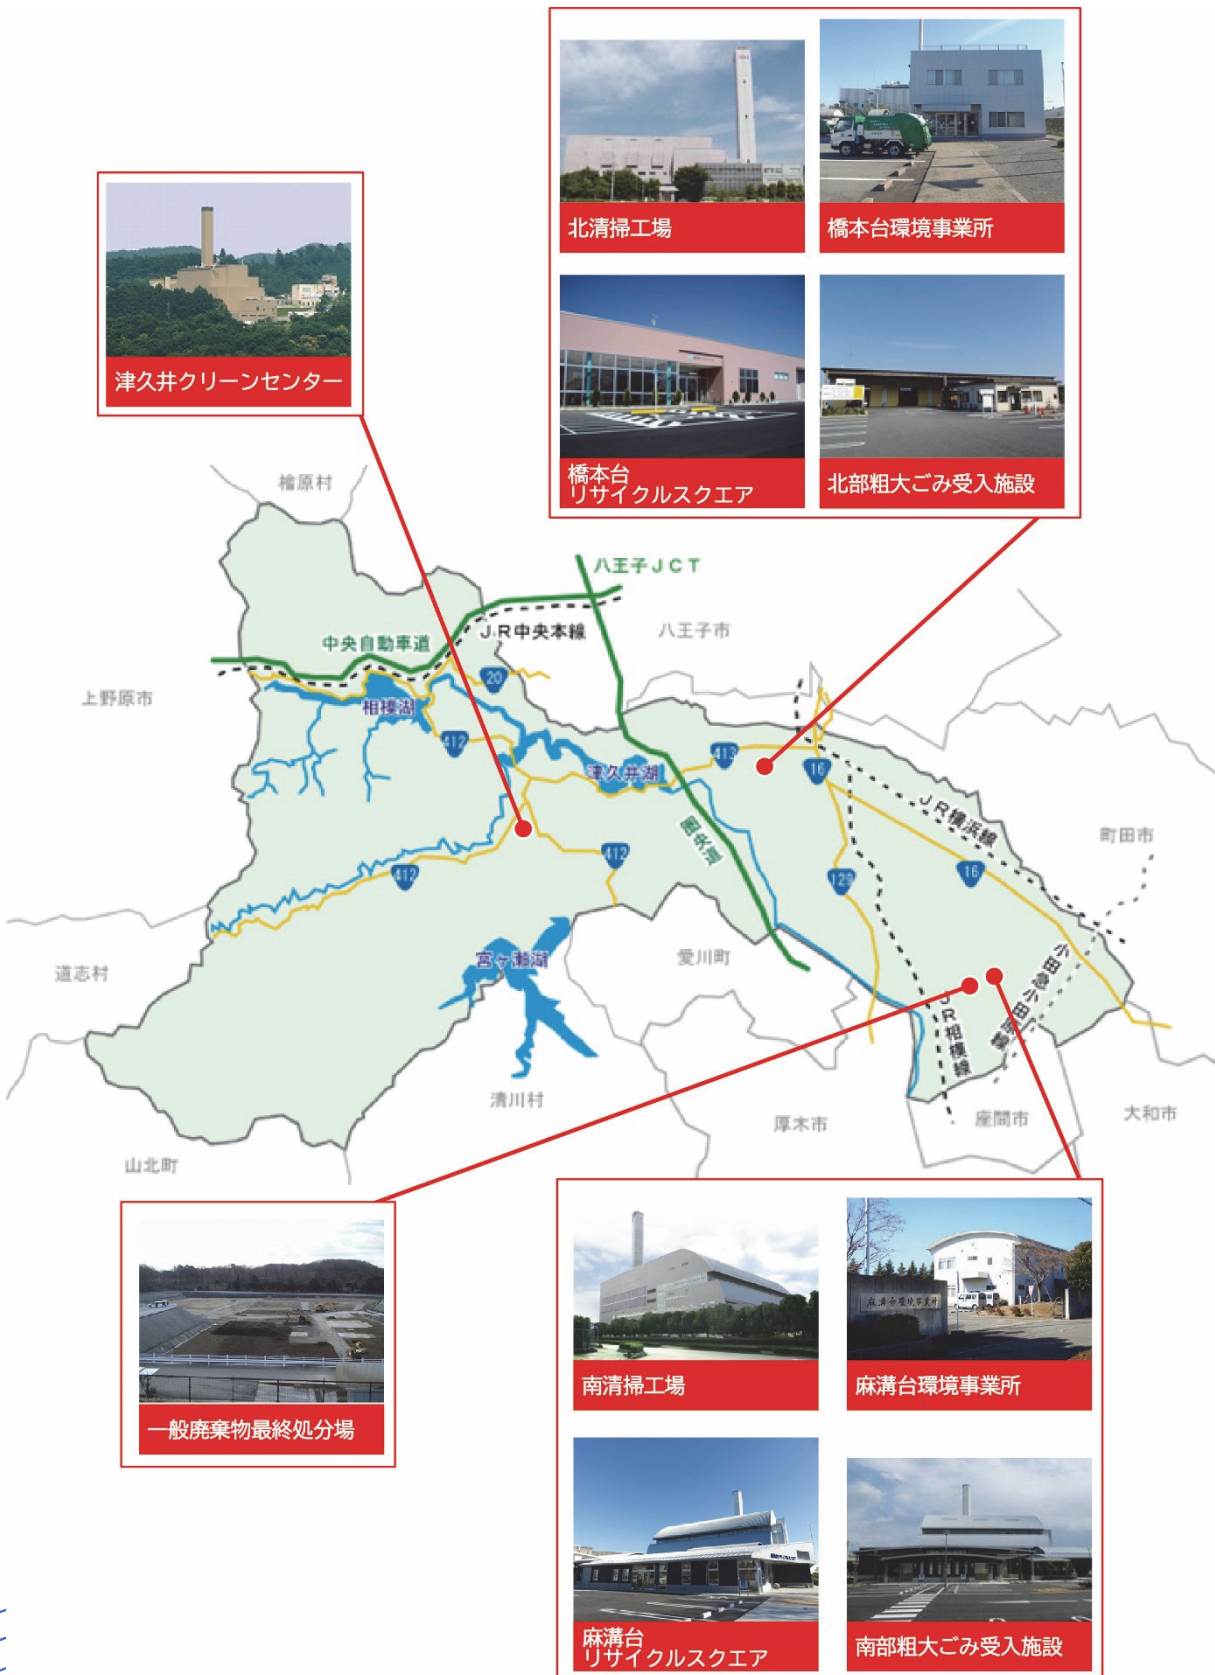 北清掃工場
橋本台環境事業所
津久井クリーンセンター
橋本台
リサイクルスクエア
北部粗大ごみ受入施設
檜原村
八王子JCT
中央自動車道
JR中央本線
八王子市
上野原市
20
相模湖
412
津久井湖
413
16
圏央道
JR横浜線
町田市
412
412
129
16
道志村
宮ヶ瀬湖
愛川町
小田急小田原線
JR相模線
清川村
厚木市
座間市
大和市
山北町
一般廃棄物最終処分場
南清掃工場
麻溝台環境事業所
麻溝台環境事業所
麻溝台
リサイクルスクエア
南部粗大ごみ受入施設